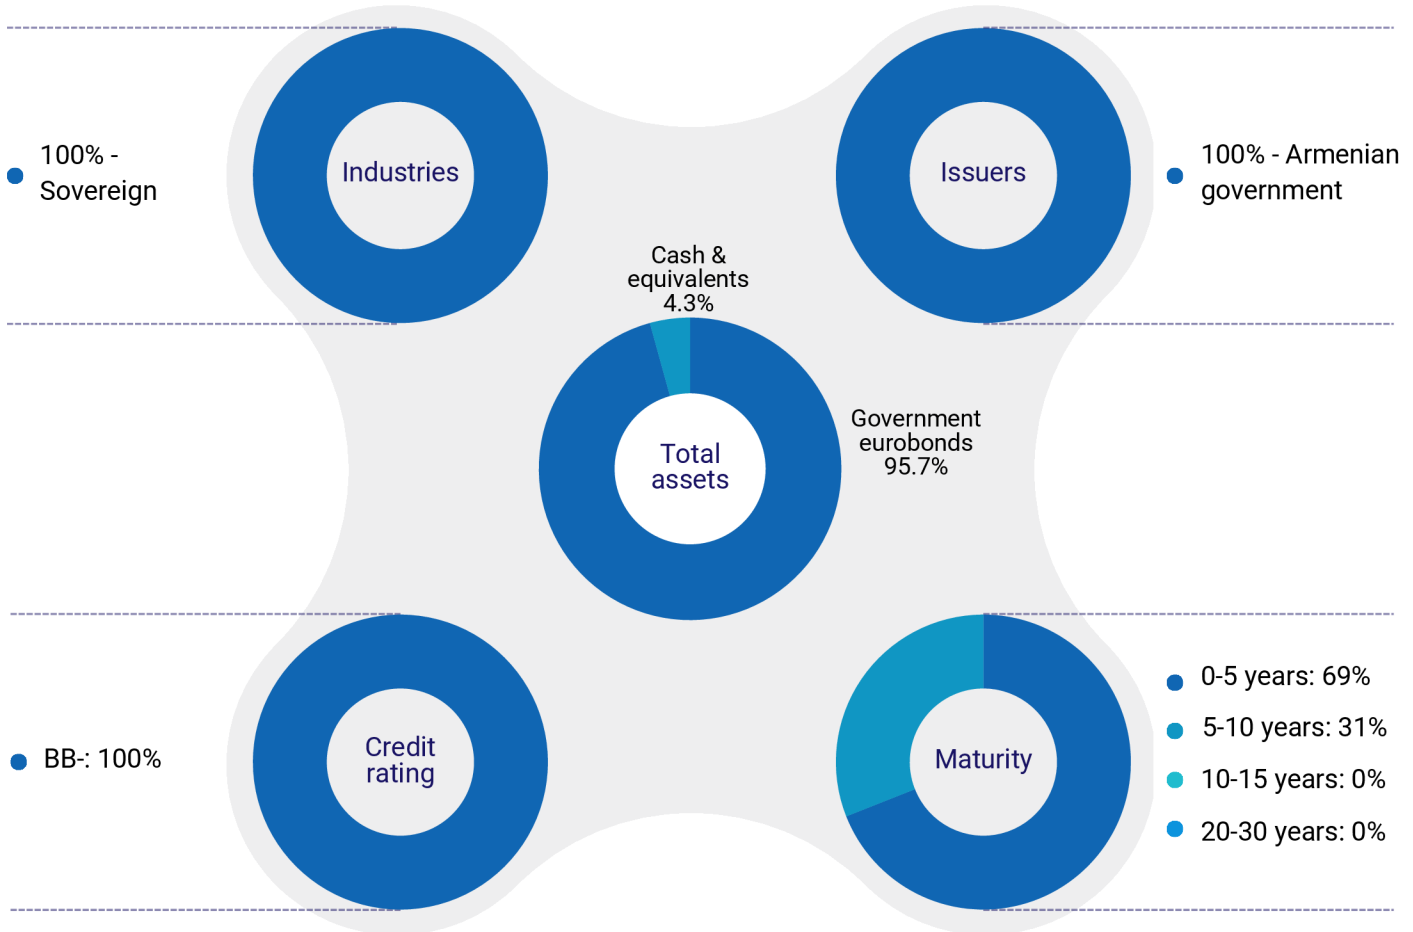 Industries
100% -
Sovereign
Issuers
100% - Armenian
government
Cash &
equivalents
4.3%
Total
assets
Government
eurobonds
95.7%
Credit
rating
BB-: 100%
Maturity
0-5 years: 69%
5-10 years: 31%
10-15 years: 0%
20-30 years: 0%